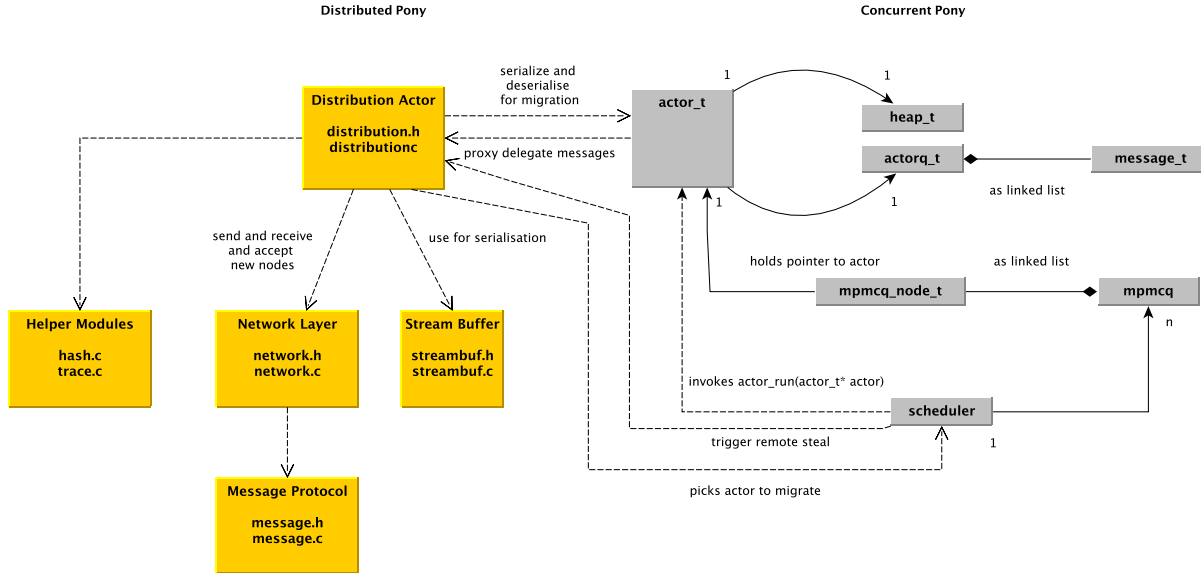 Distributed Pony
Concurrent Pony
serialize and
deserialise
for migration
Distribution Actor
distribution.h
distributionc
actor_t
1
1
heap_t
proxy delegate messages
actorq_t
message_t
as linked list
1
1
send and receive
and accept
new nodes
use for serialisation
holds pointer to actor
as linked list
mpmcq_node_t
mpmcq
n
Helper Modules
hash.c
trace.c
Network Layer
network.h
network.c
Stream Buffer
streambuf.h
streambuf.c
invokes actor_run(actor_t* actor)
scheduler
1
trigger remote steal
picks actor to migrate
Message Protocol
message.h
message.c